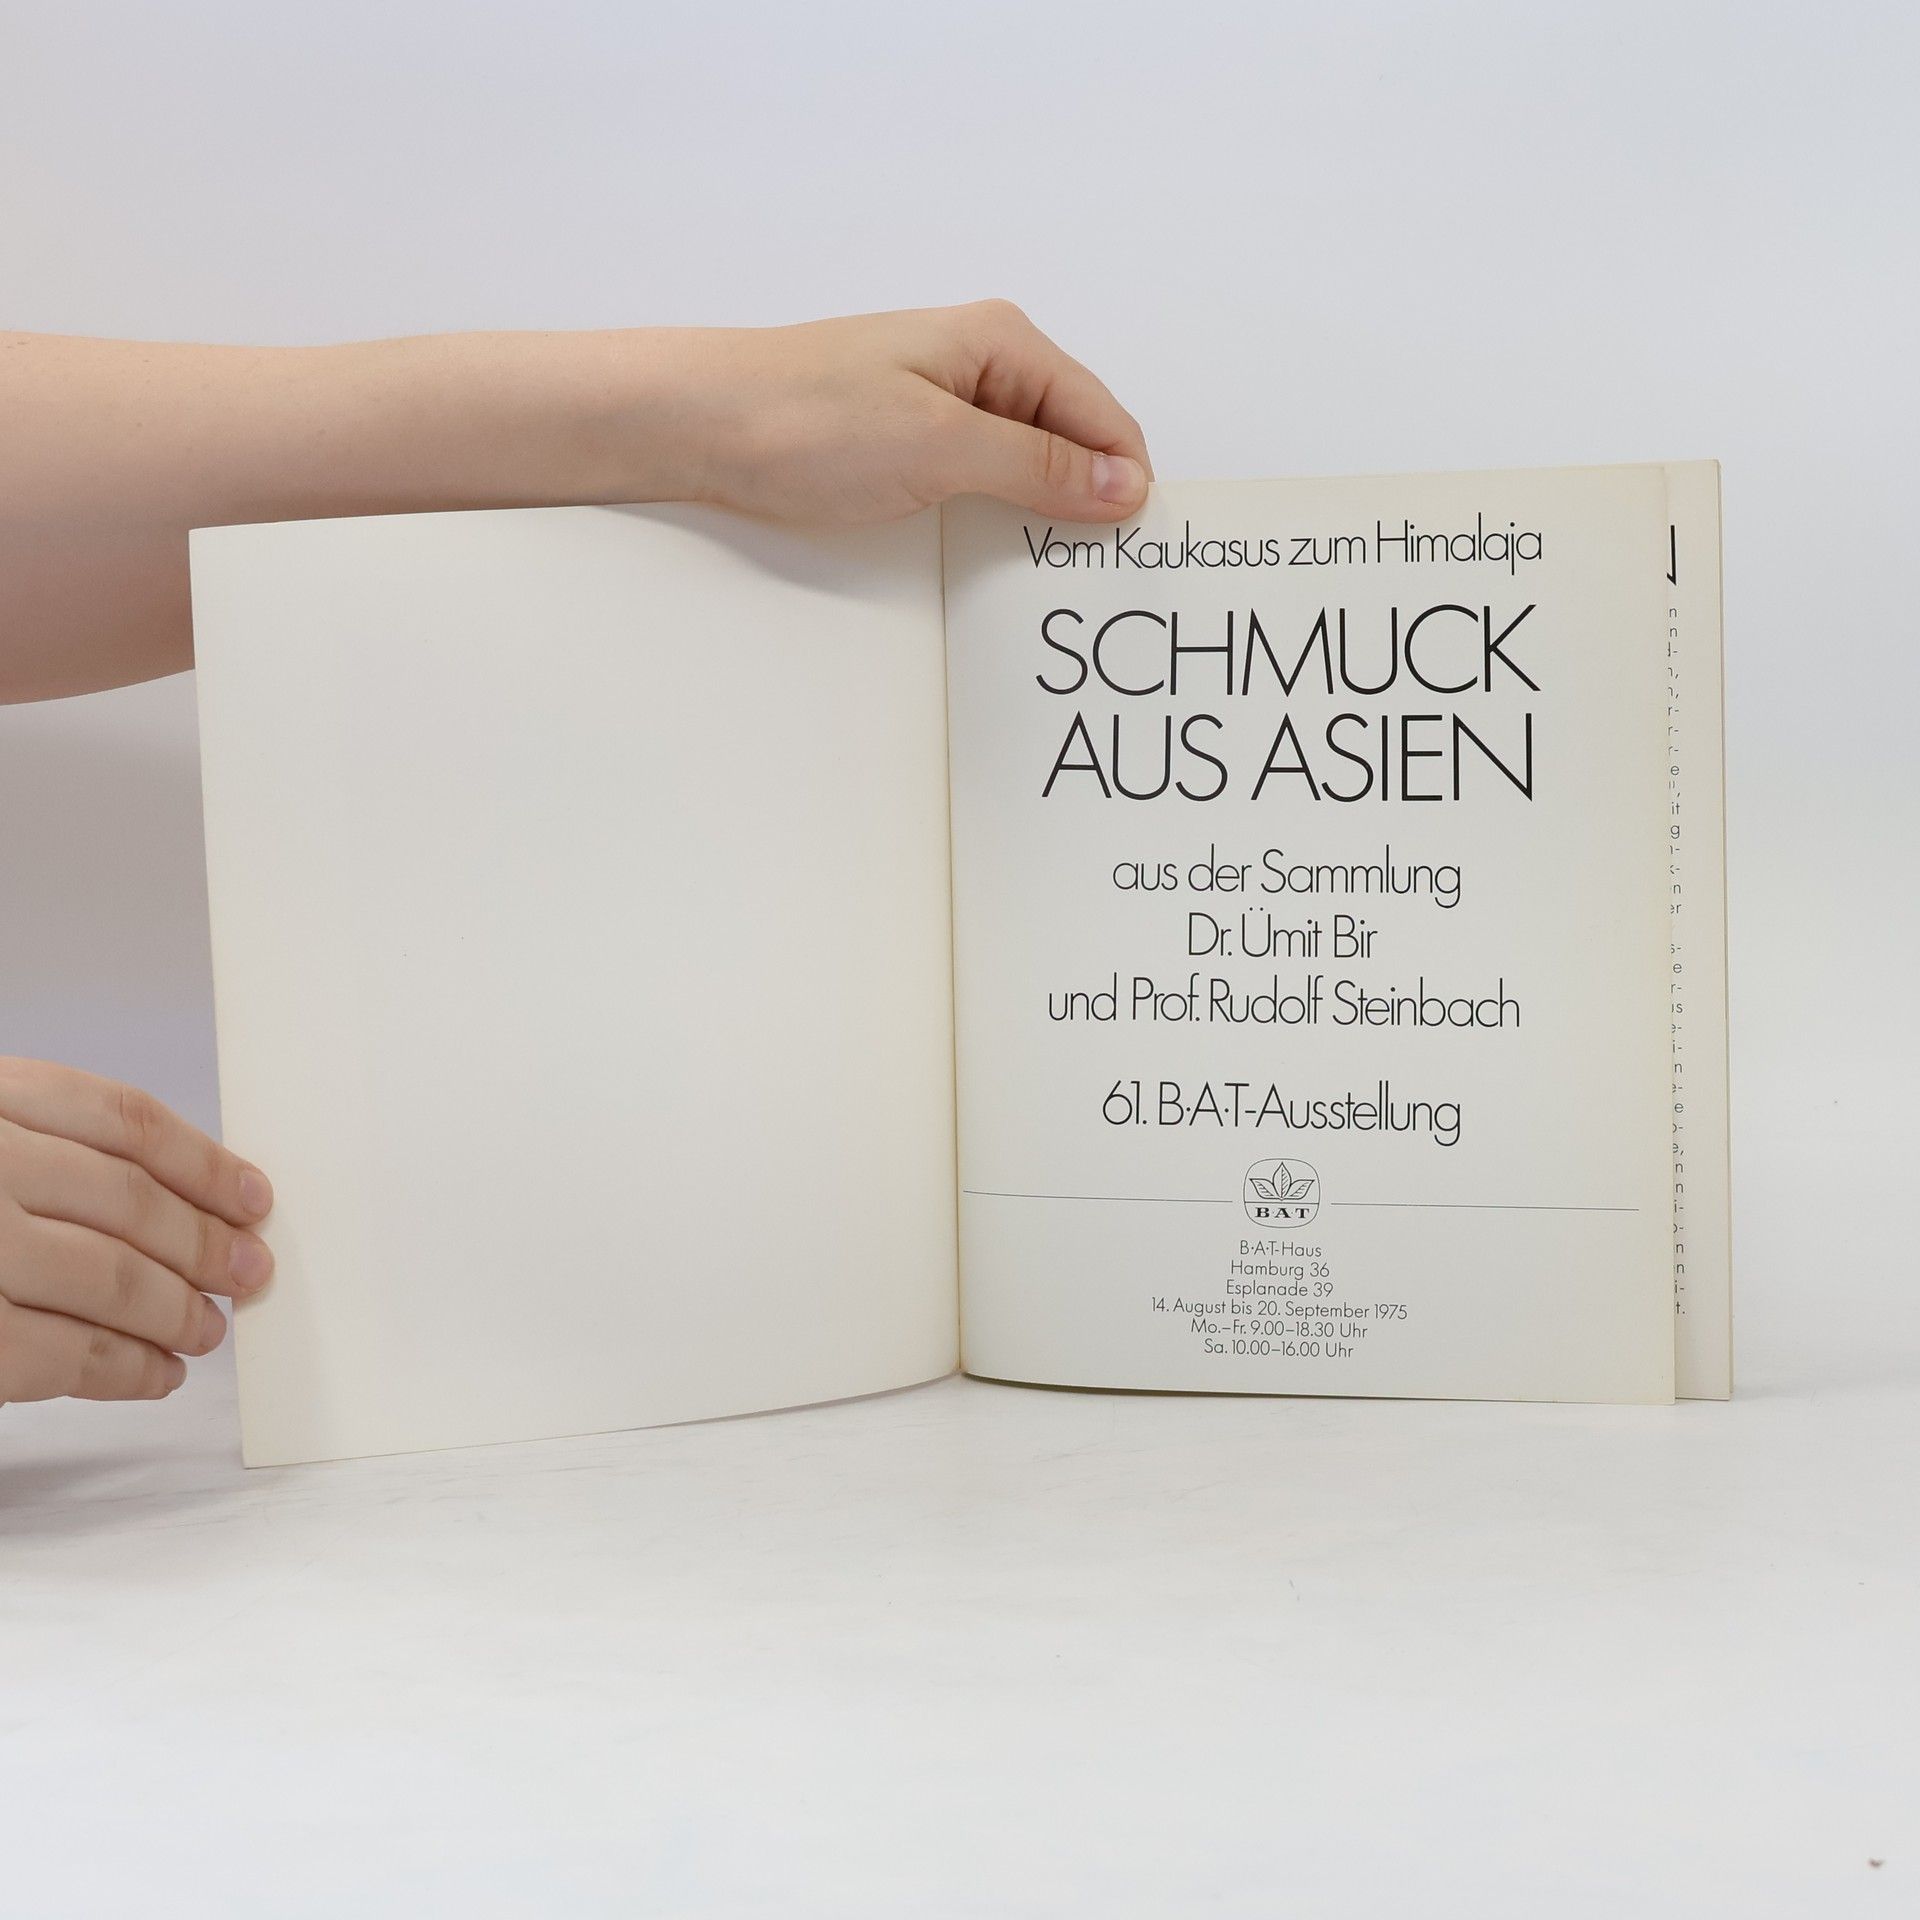 Vom Kaukasus zum Himalaja
SCHMUCK
AUS ASIEN
aus der Sammlung
Dr. Ümit Bir
und Prof. Rudolf Steinbach
61. B·A·T-Ausstellung
B·A·T
B·A·T-Haus
Hamburg 36
Esplanade 39
14. August bis 20. September 1975
Mo.–Fr. 9.00–18.30 Uhr
Sa. 10.00–16.00 Uhr